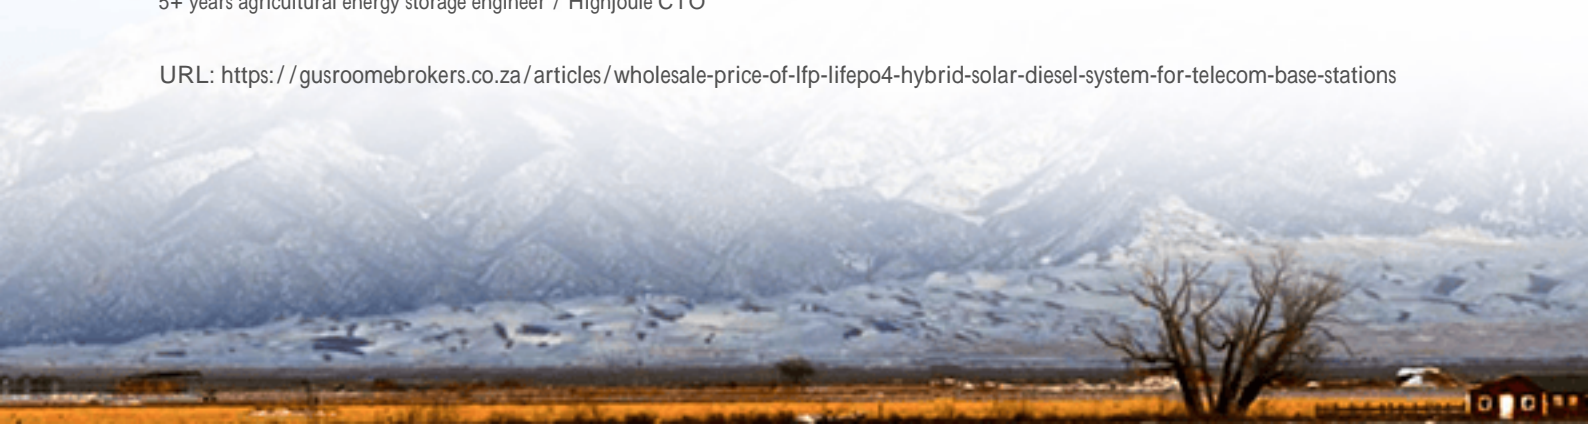 5+ years agricultural energy storage engineer / Highjoule CTO
URL: https://gusroomebrokers.co.za/articles/wholesale-price-of-lfp-lifepo4-hybrid-solar-diesel-system-for-telecom-base-stations